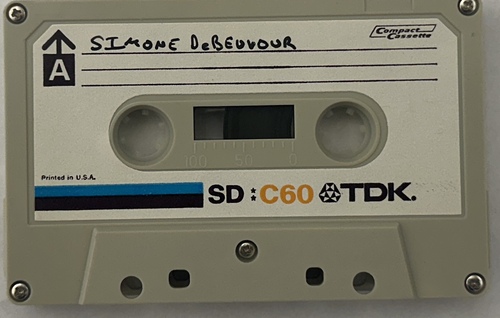 SIMONE DeBEUVOUR
Compact Cassette
A
100 50 0
Printed in U.S.A.
SD : C60 TDK.